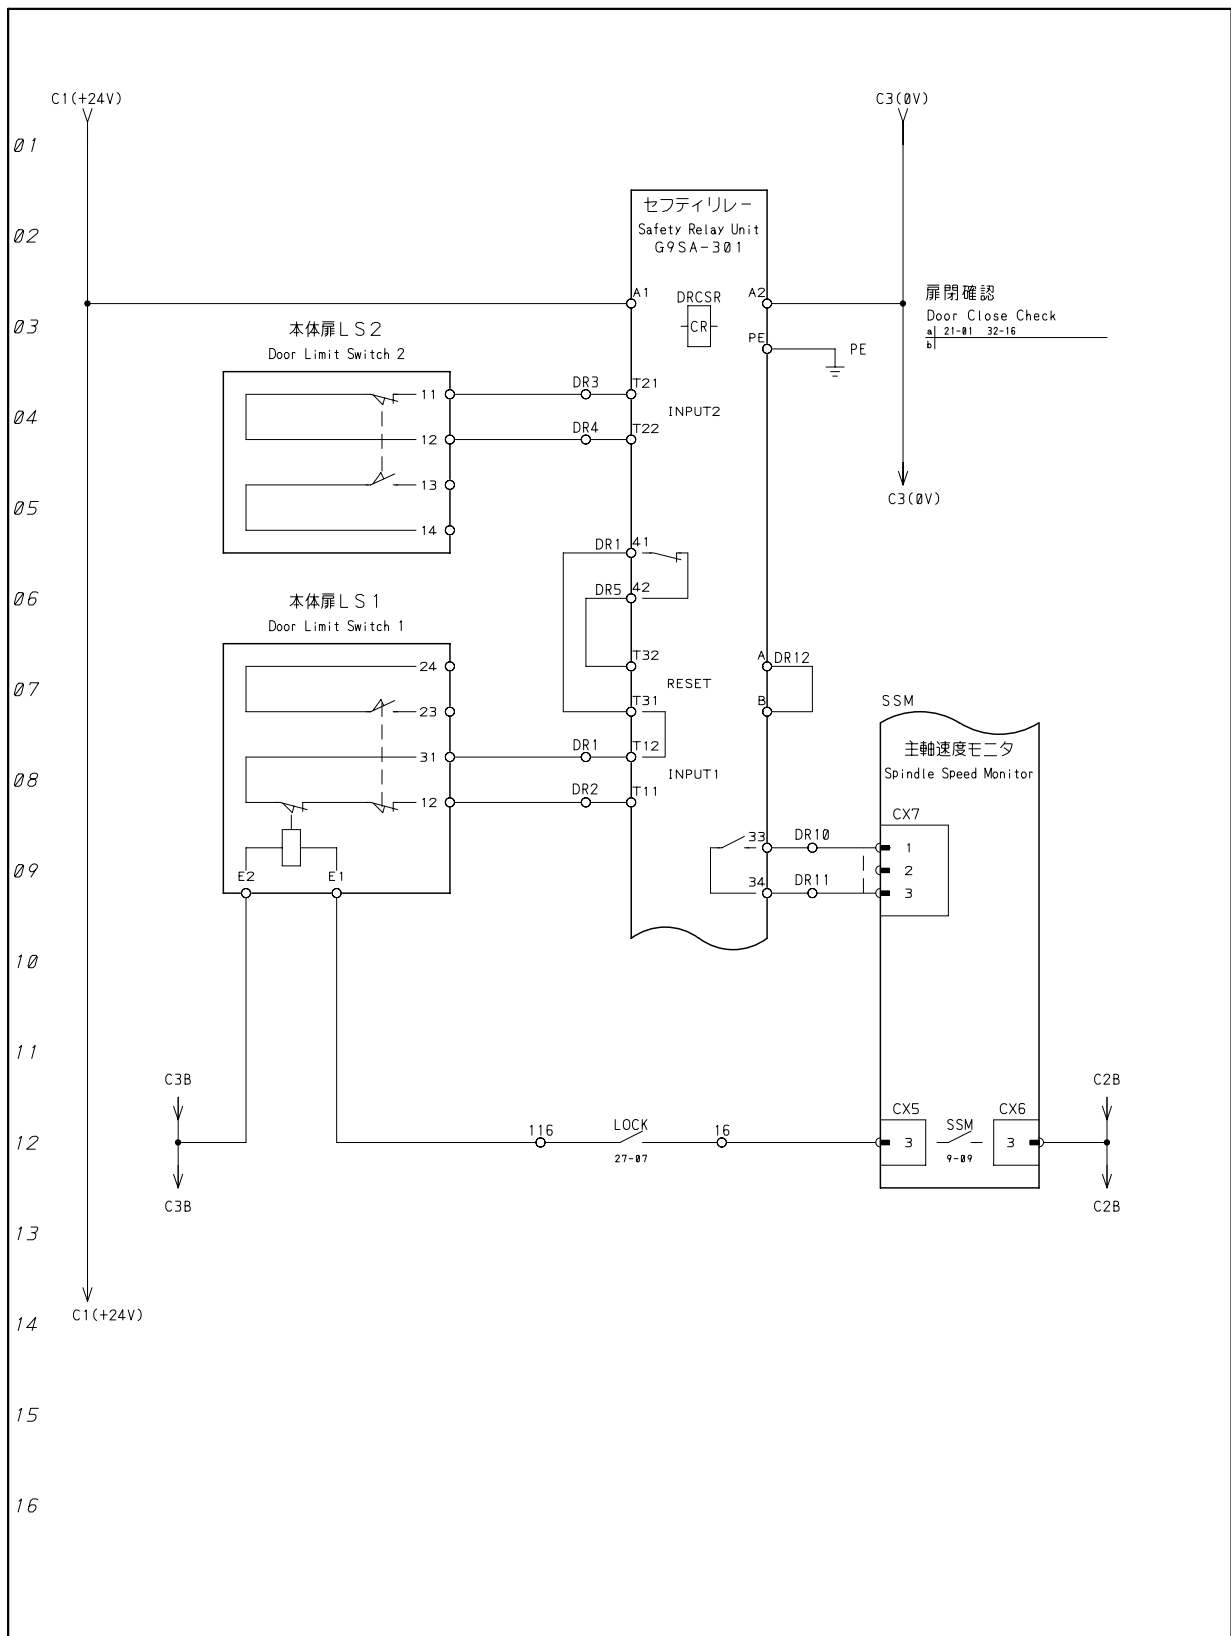 C1(+24V)
C3(0V)
01
セフティリレー
02
Safety Relay Unit
G9SA-301
A1
DRCSR
A2
扉閉確認
03
本体扉LS2
CR
Door Close Check
a 21-01 32-16
b
Door Limit Switch 2
PE
PE
11
DR3
T21
04
INPUT2
12
DR4
T22
13
05
C3(0V)
14
DR1
41
06
本体扉LS1
DR5
42
Door Limit Switch 1
24
T32
A
DR12
07
RESET
23
T31
B
SSM
31
DR1
T12
主軸速度モニタ
08
INPUT1
Spindle Speed Monitor
12
DR2
T11
CX7
33
DR10
1
09
E2
E1
2
34
DR11
3
10
11
C3B
C2B
CX5
CX6
12
116
LOCK
16
3
SSM
3
27-07
9-09
C3B
C2B
13
C1(+24V)
14
15
16